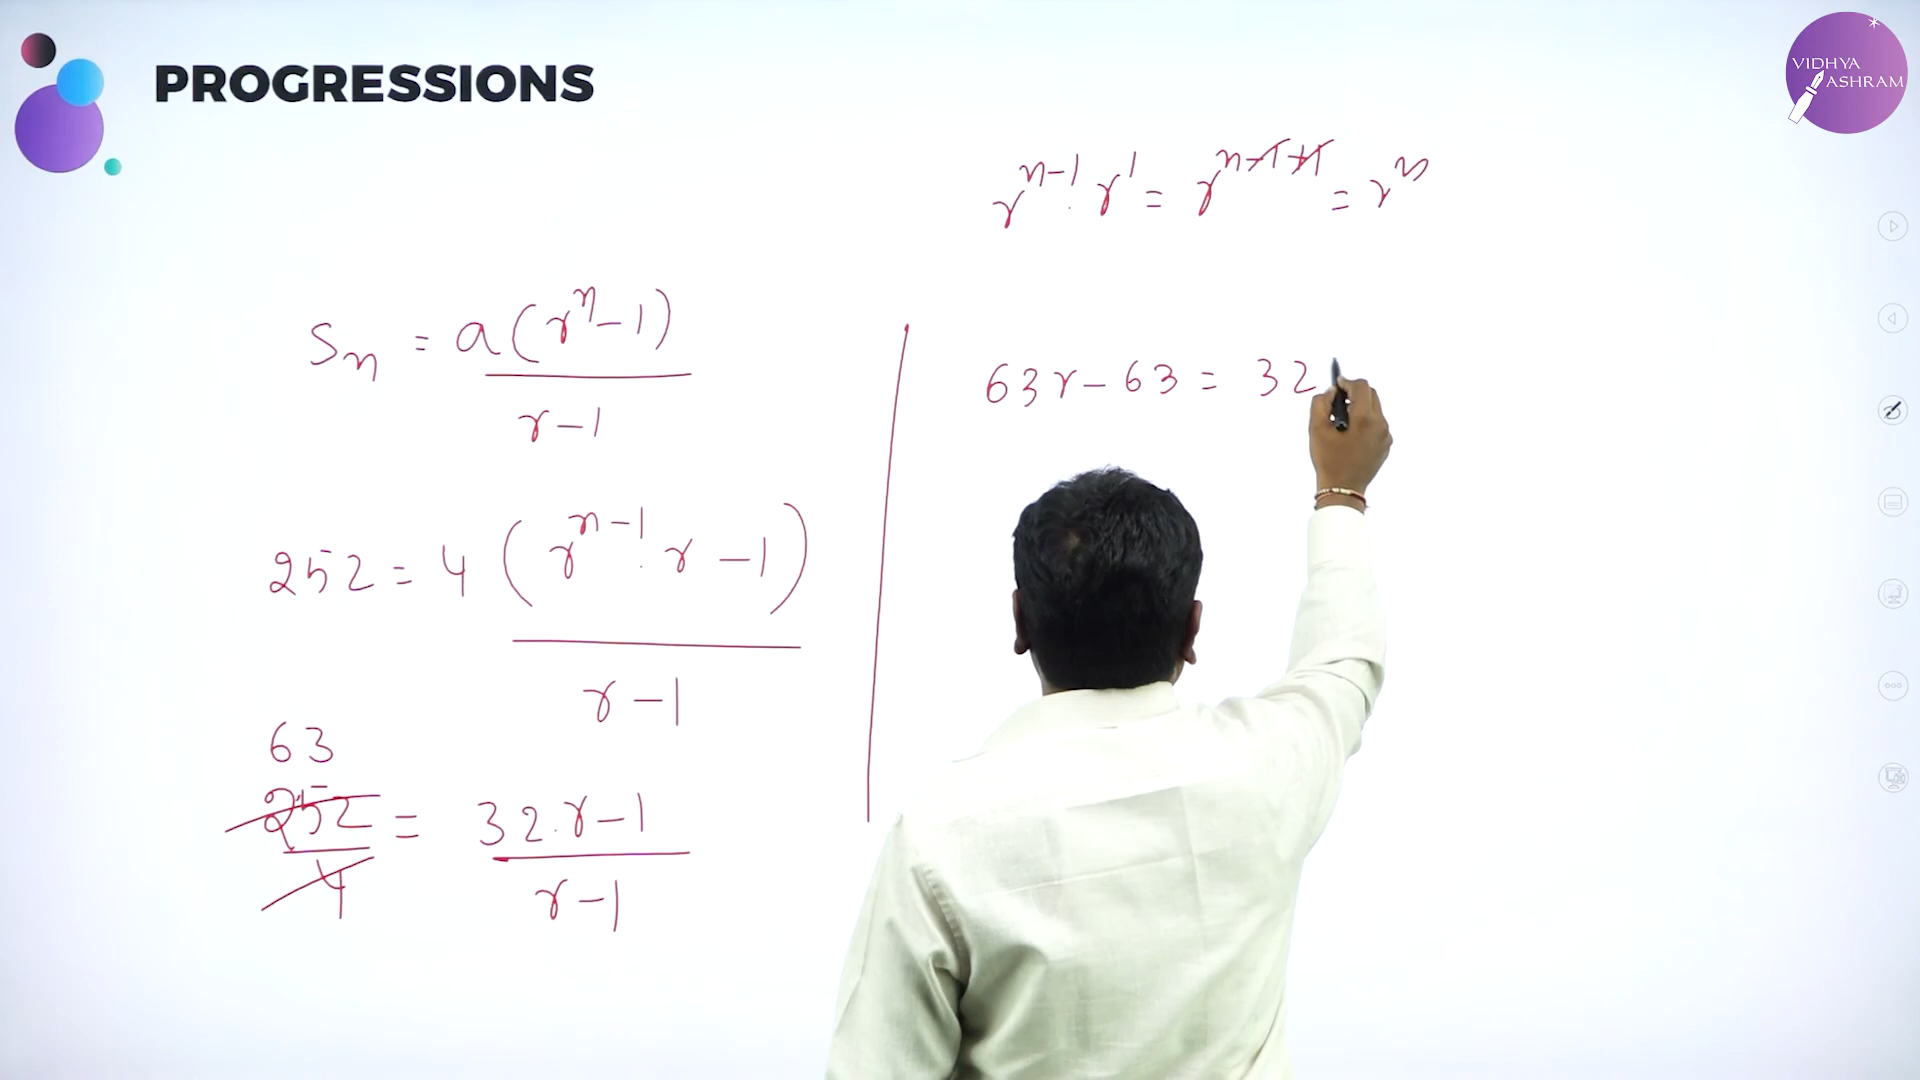 PROGRESSIONS
VIDHYA
ASHRAM
r^{n-1} . r^1 = r^{n-1+1} = r^n
S_n = a(r^n - 1)
r - 1
252 = 4 (r^{n-1} . r - 1)
r - 1
63
252 = 32 . r - 1
4
r - 1
63r - 63 = 32